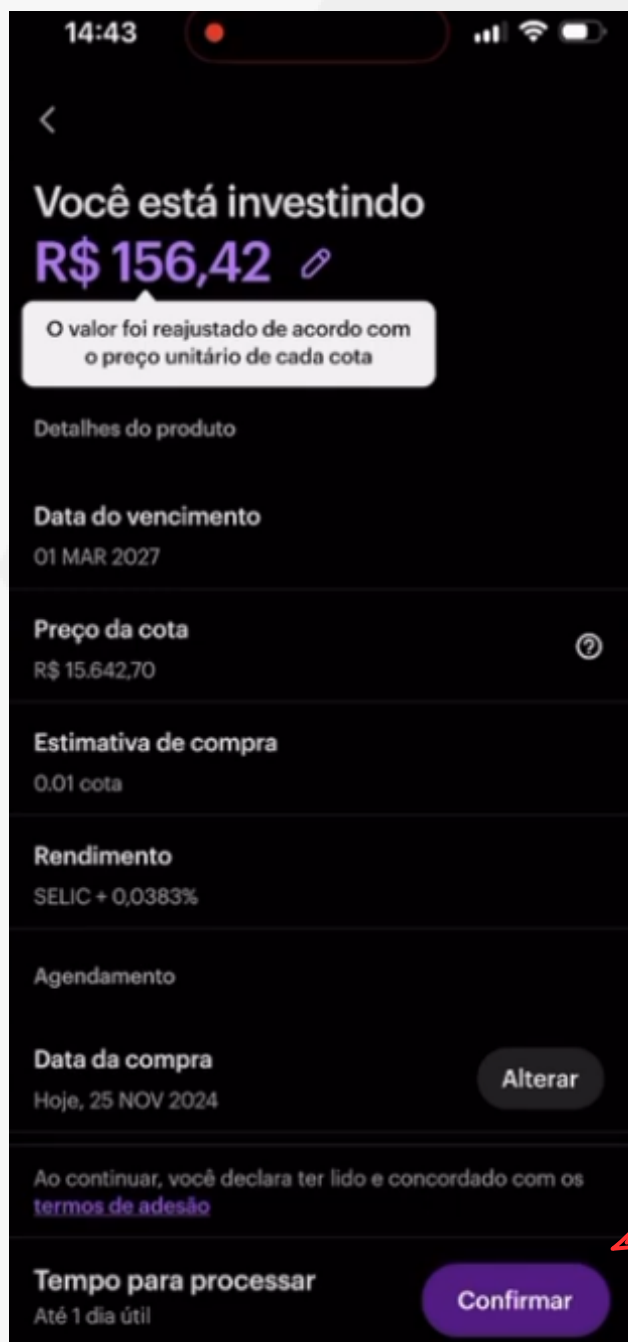 14:43
Você está investindo
R$ 156,42
O valor foi reajustado de acordo com
o preço unitário de cada cota
Detalhes do produto
Data do vencimento
01 MAR 2027
Preço da cota
R$ 15.642,70
Estimativa de compra
0.01 cota
Rendimento
SELIC + 0,0383%
Agendamento
Data da compra
Hoje, 25 NOV 2024
Alterar
Ao continuar, você declara ter lido e concordado com os
termos de adesão
Tempo para processar
Até 1 dia útil
Confirmar